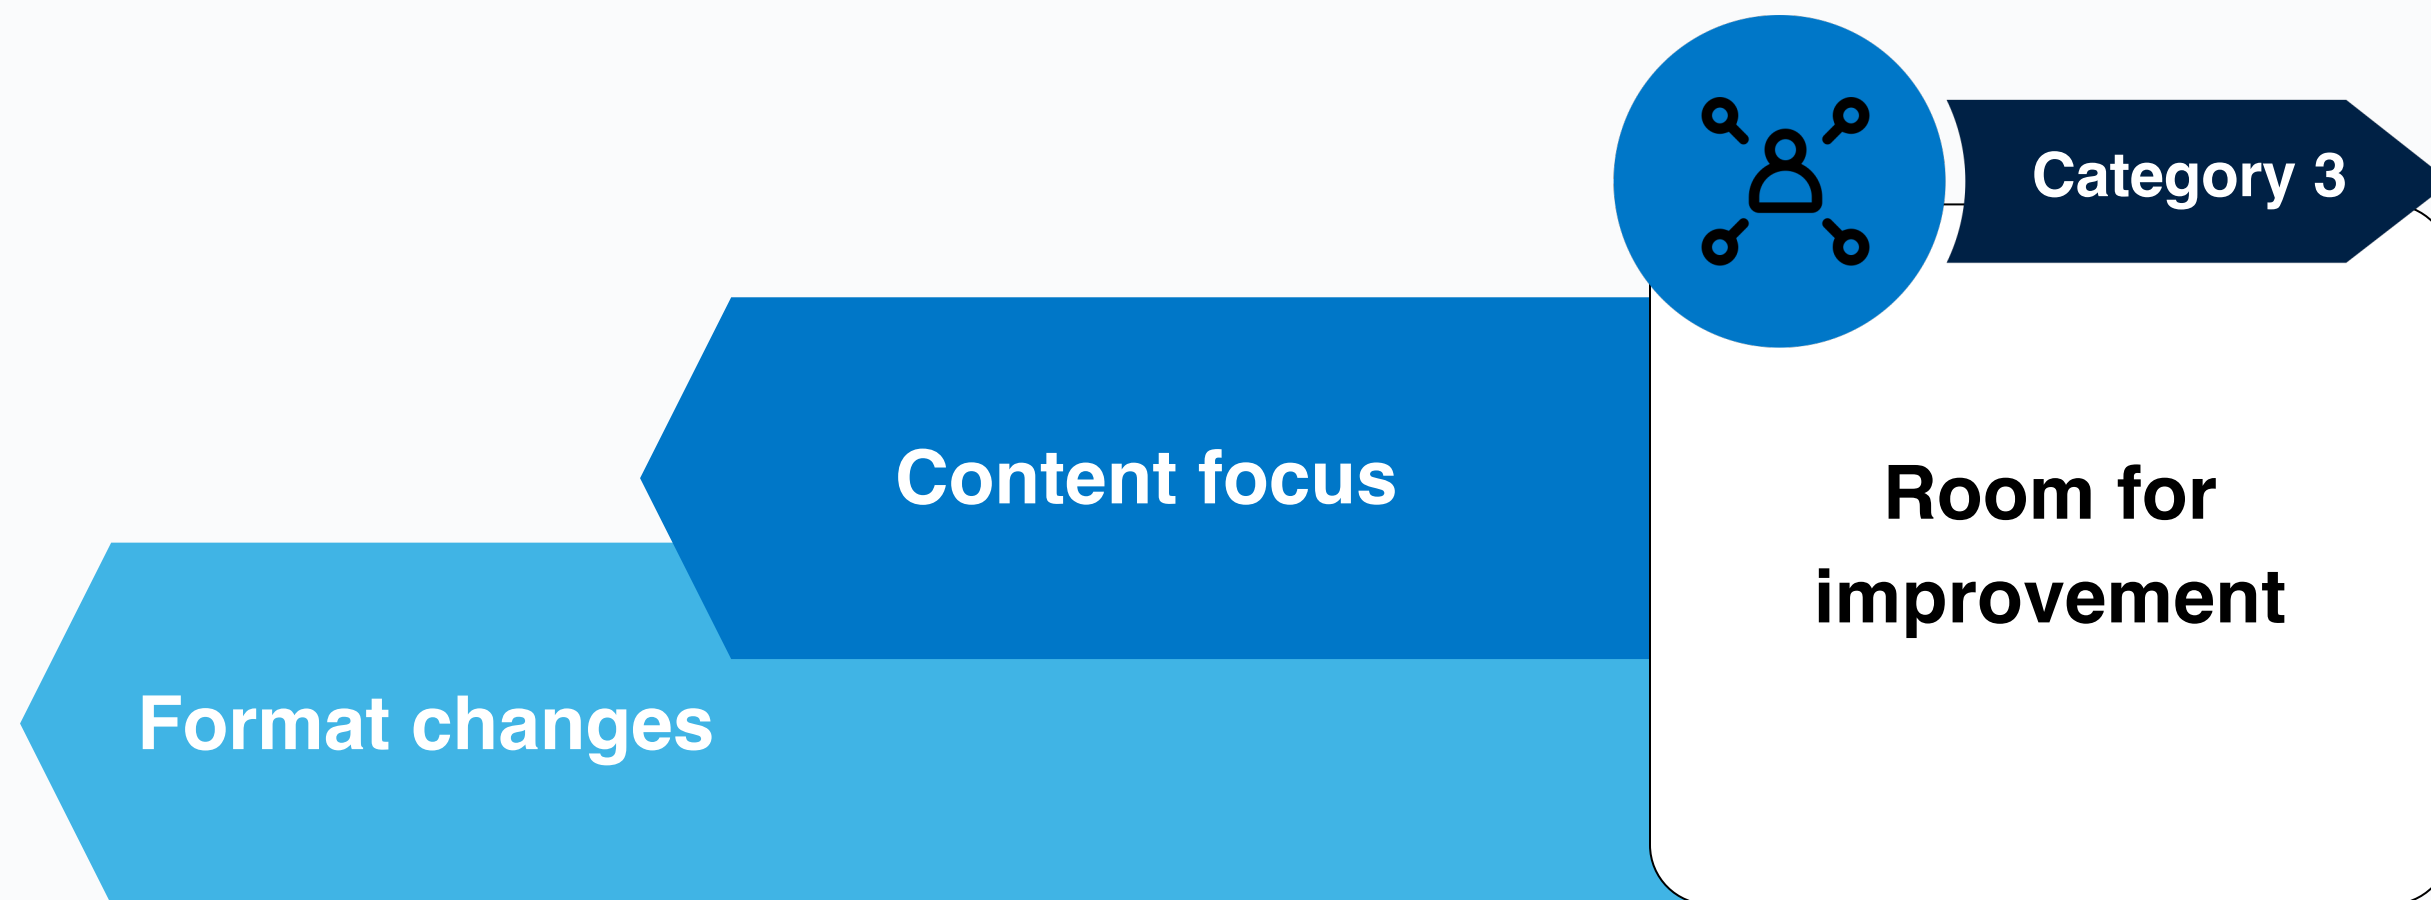 Category 3
Content focus
Room for
improvement
Format changes